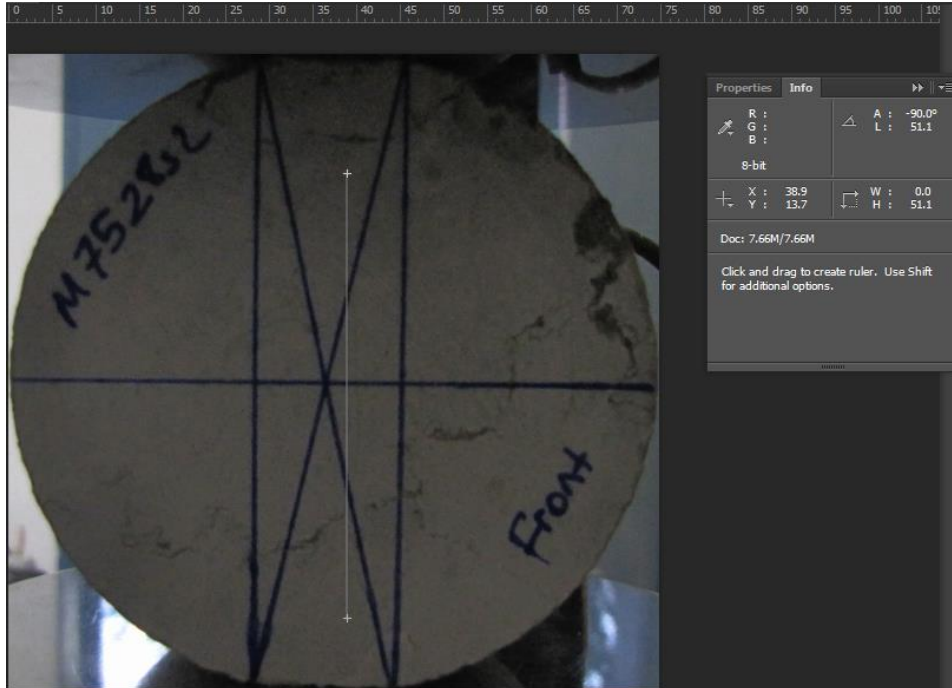 0 5 10 15 20 25 30 35 40 45 50 55 60 65 70 75 80 85 90 95 100 105
Properties Info
R :
G :
B :
8-bit
A : -90.0°
L : 51.1
X : 38.9
Y : 13.7
W : 0.0
H : 51.1
Doc: 7.66M/7.66M
Click and drag to create ruler. Use Shift
for additional options.
M7528s2
Front